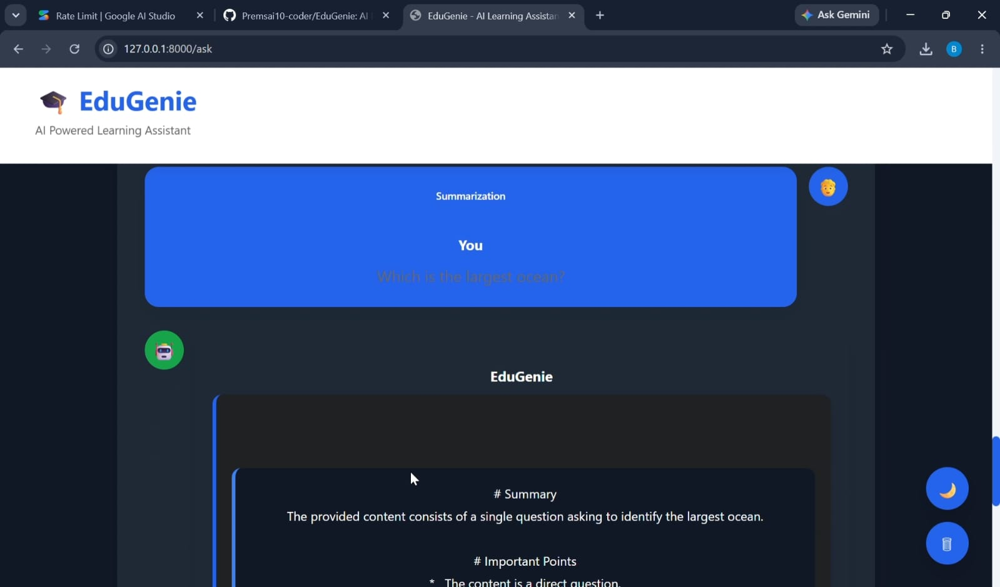 Rate Limit | Google AI Studio
Premsai10-coder/EduGenie: AI
EduGenie - AI Learning Assistan
Ask Gemini
127.0.0.1:8000/ask
B
EduGenie
AI Powered Learning Assistant
Summarization
You
Which is the largest ocean?
EduGenie
# Summary
The provided content consists of a single question asking to identify the largest ocean.
# Important Points
* The content is a direct question.